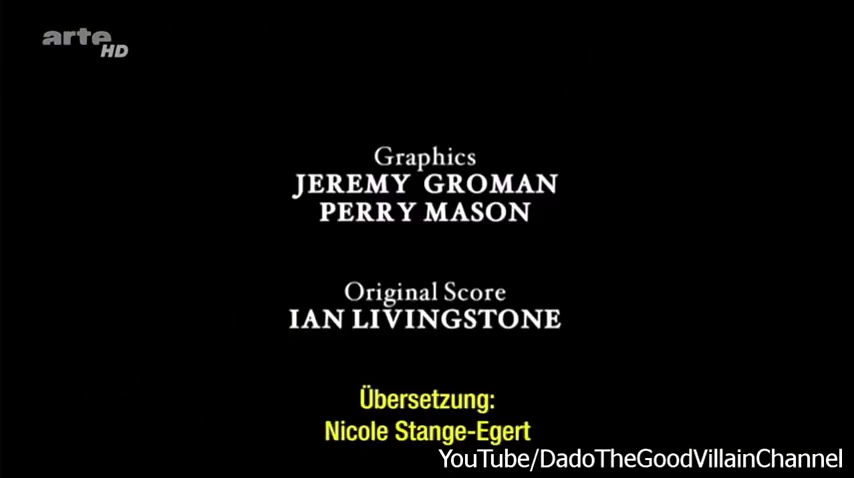 arte HD
Graphics
JEREMY GROMAN
PERRY MASON
Original Score
IAN LIVINGSTONE
Übersetzung:
Nicole Stange-Egert
YouTube/DadoTheGoodVillainChannel